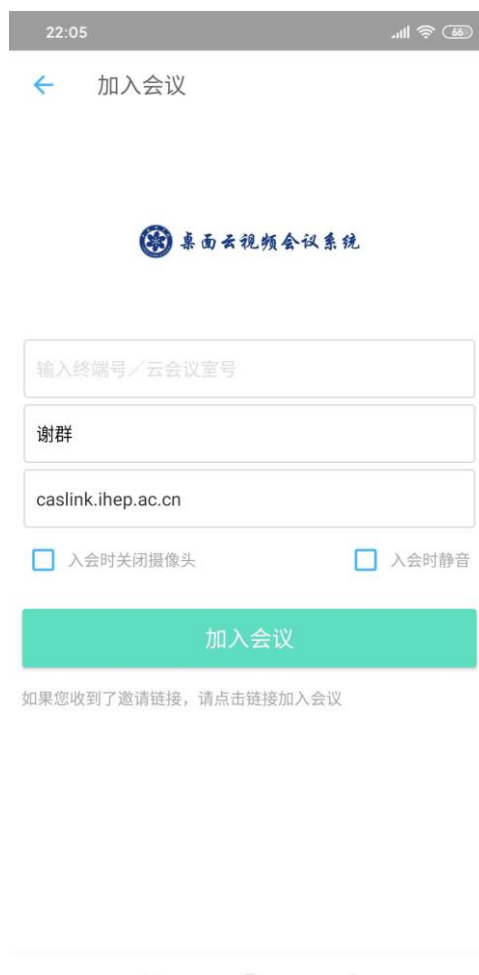 22:05
66
加入会议
桌面云视频会议系统
输入终端号／云会议室号
谢群
caslink.ihep.ac.cn
入会时关闭摄像头
入会时静音
加入会议
如果您收到了邀请链接，请点击链接加入会议